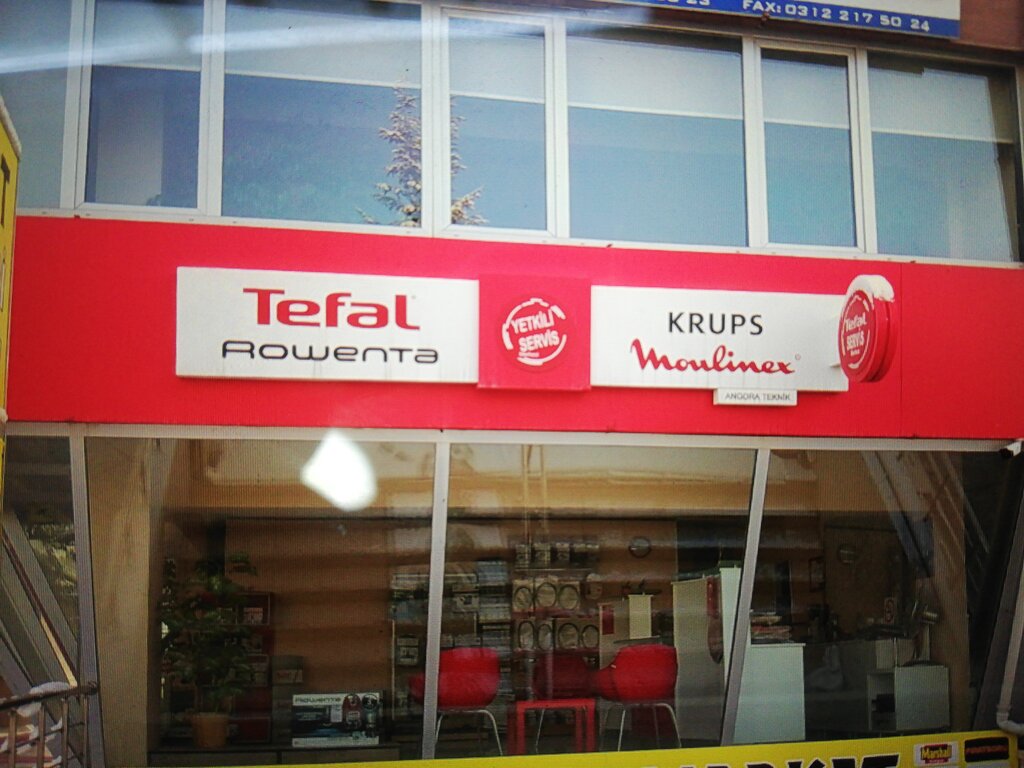 FAX: 0312 217 50 24
Tefal
Rowenta
YETKİLİ
SERVİS
KRUPS
Moulinex
ANGORA TEKNİK
Tefal
SERVİS
Rowenta
Marshall